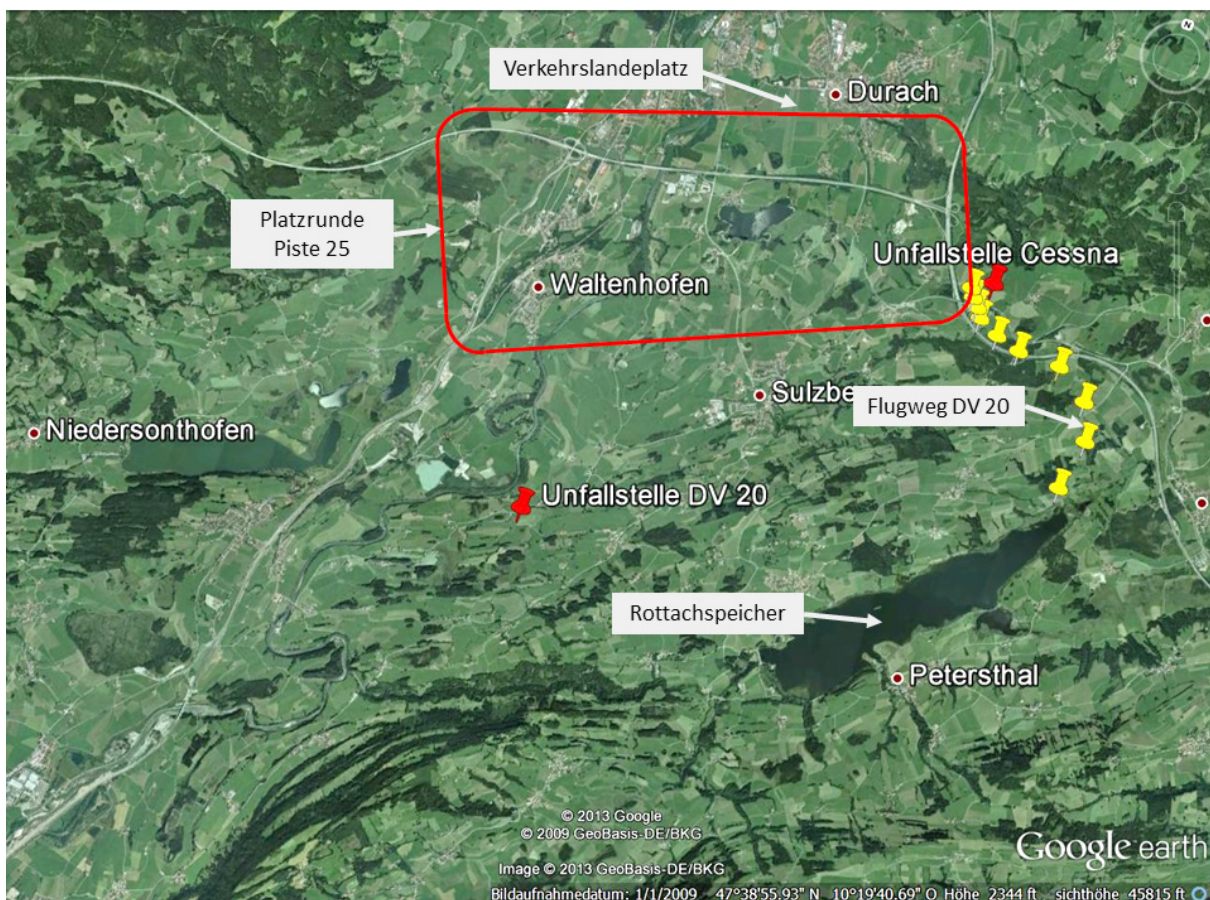 N
Verkehrslandeplatz
Durach
Platzrunde
Piste 25
Unfallstelle Cessna
Waltenhofen
Flugweg DV 20
Niedersonthofen
Unfallstelle DV 20
Rottachspeicher
Petersthal
© 2013 Google
© 2009 GeoBasis-DE/BKG
Google earth
Image © 2013 GeoBasis-DE/BKG
Bildaufnahmedatum: 1/1/2009 47°38'55.93" N 10°19'40.69" O Höhe 2344 ft sichthöhe 45815 ft